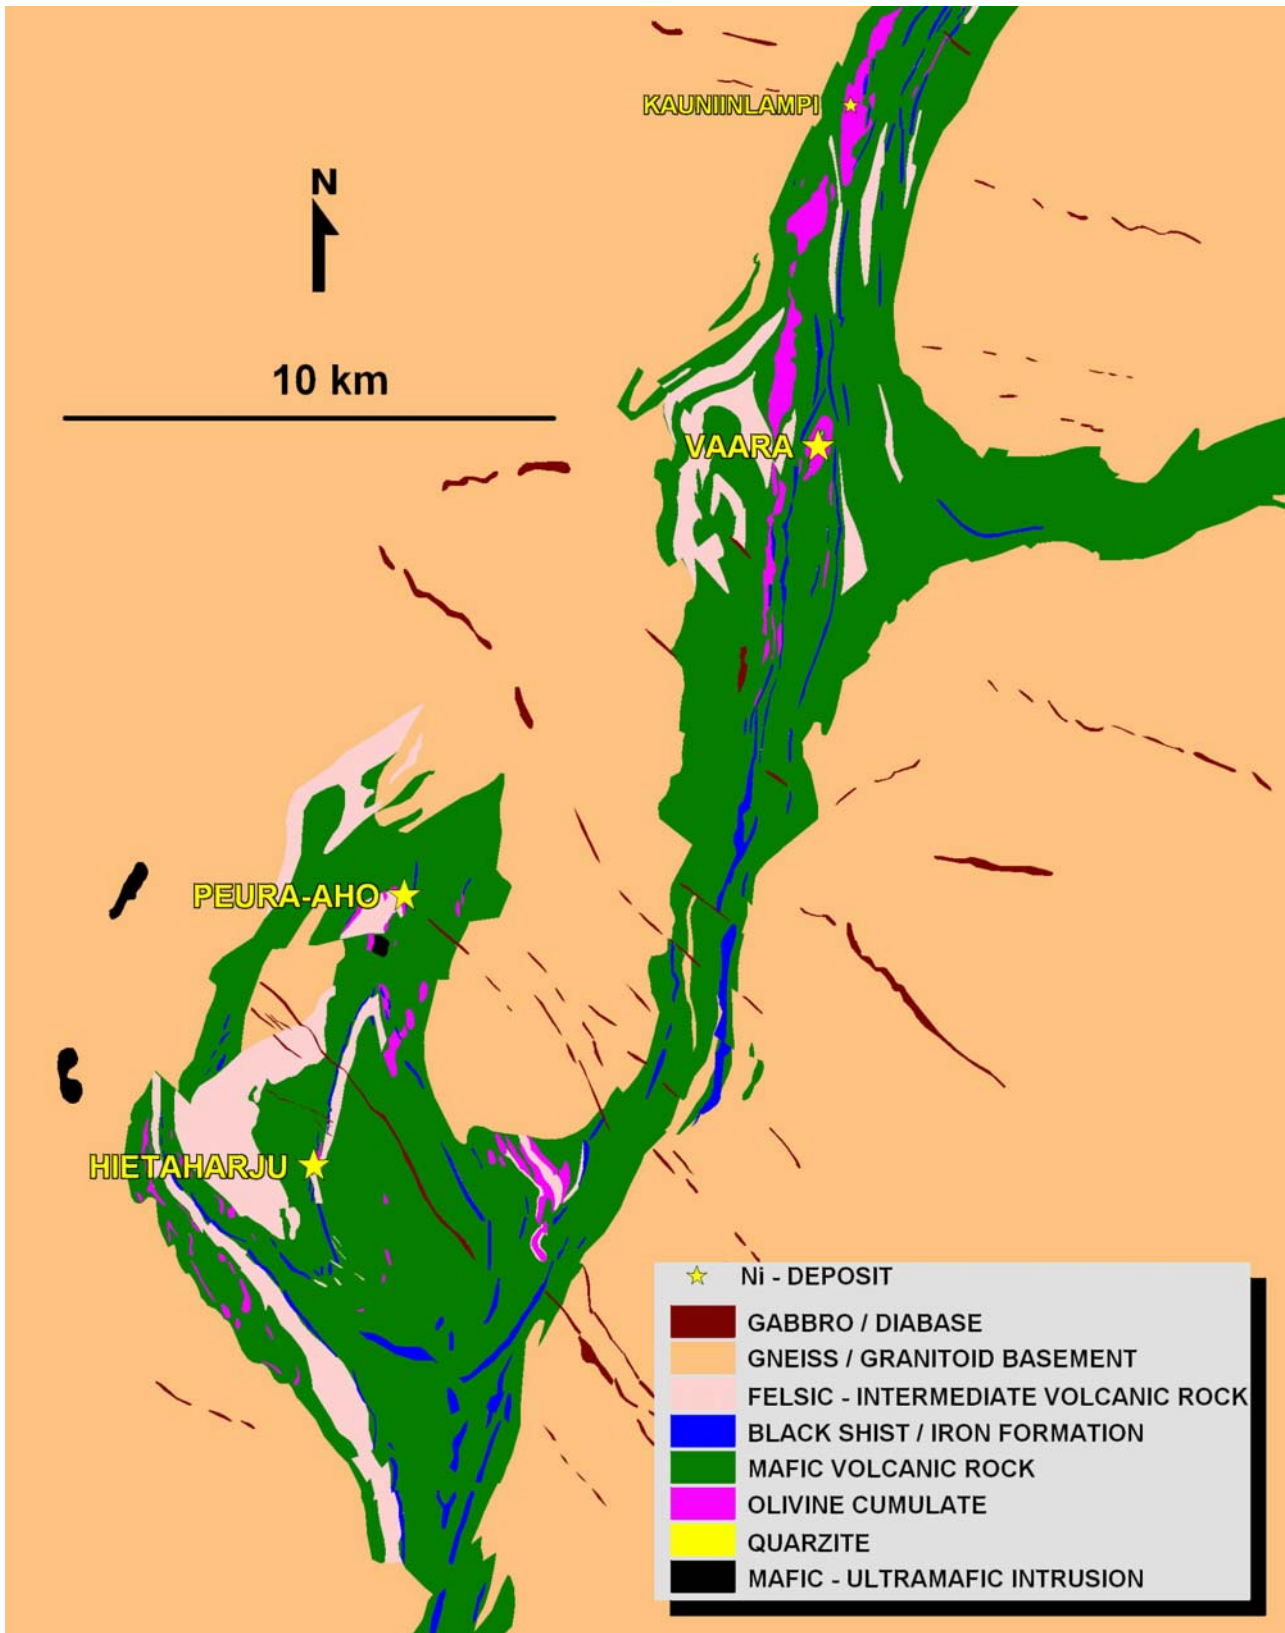 KAUNIINLAMPI
N
10 km
VAARA
PEURA-AHO
HIETAHARJU
Ni - DEPOSIT
GABBRO / DIABASE
GNEISS / GRANITOID BASEMENT
FELSIC - INTERMEDIATE VOLCANIC ROCK
BLACK SHIST / IRON FORMATION
MAFIC VOLCANIC ROCK
OLIVINE CUMULATE
QUARZITE
MAFIC - ULTRAMAFIC INTRUSION